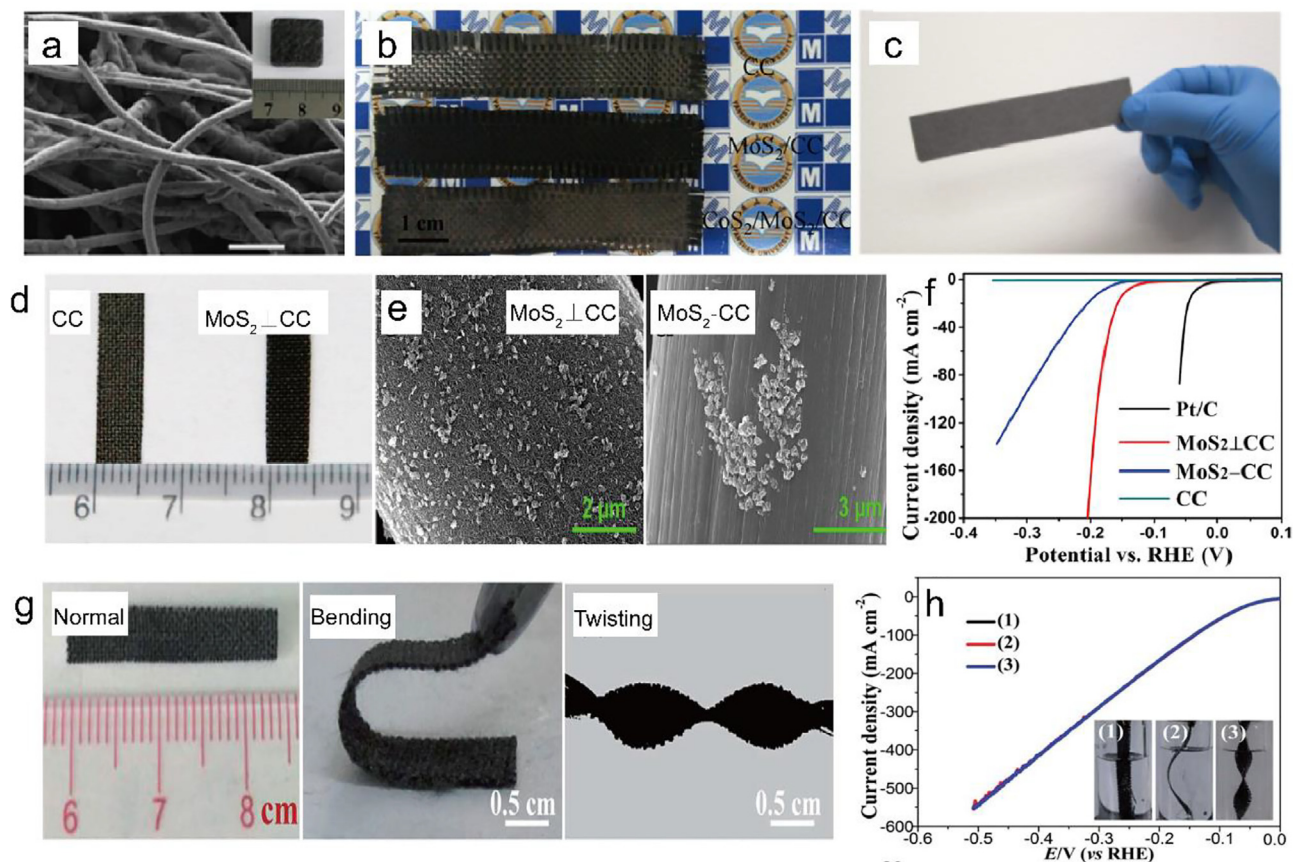 a
7 8 9
b
CC
MoS2/CC
CoS2/MoS2/CC
1 cm
M
M
M
M
c
d
CC
MoS2⊥CC
6 7 8 9
e
MoS2⊥CC
2 μm
MoS2-CC
3 μm
f
Current density (mA cm-2)
0
-40
-80
-120
-160
-200
Pt/C
MoS2⊥CC
MoS2–CC
CC
-0.4 -0.3 -0.2 -0.1 0.0 0.1
Potential vs. RHE (V)
g
Normal
6 7 8 cm
Bending
0.5 cm
Twisting
0.5 cm
h
Current density (mA cm-2)
0
-100
-200
-300
-400
-500
-600
(1)
(2)
(3)
(1) (2) (3)
-0.6 -0.5 -0.4 -0.3 -0.2 -0.1 0.0
E/V (vs RHE)